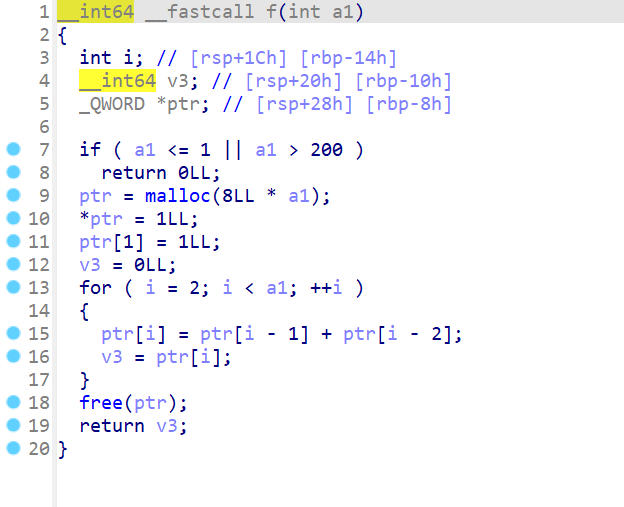 1 __int64 __fastcall f(int a1)
2 {
3   int i; // [rsp+1Ch] [rbp-14h]
4   __int64 v3; // [rsp+20h] [rbp-10h]
5   _QWORD *ptr; // [rsp+28h] [rbp-8h]
6
7   if ( a1 <= 1 || a1 > 200 )
8     return 0LL;
9   ptr = malloc(8LL * a1);
10   *ptr = 1LL;
11   ptr[1] = 1LL;
12   v3 = 0LL;
13   for ( i = 2; i < a1; ++i )
14   {
15     ptr[i] = ptr[i - 1] + ptr[i - 2];
16     v3 = ptr[i];
17   }
18   free(ptr);
19   return v3;
20 }